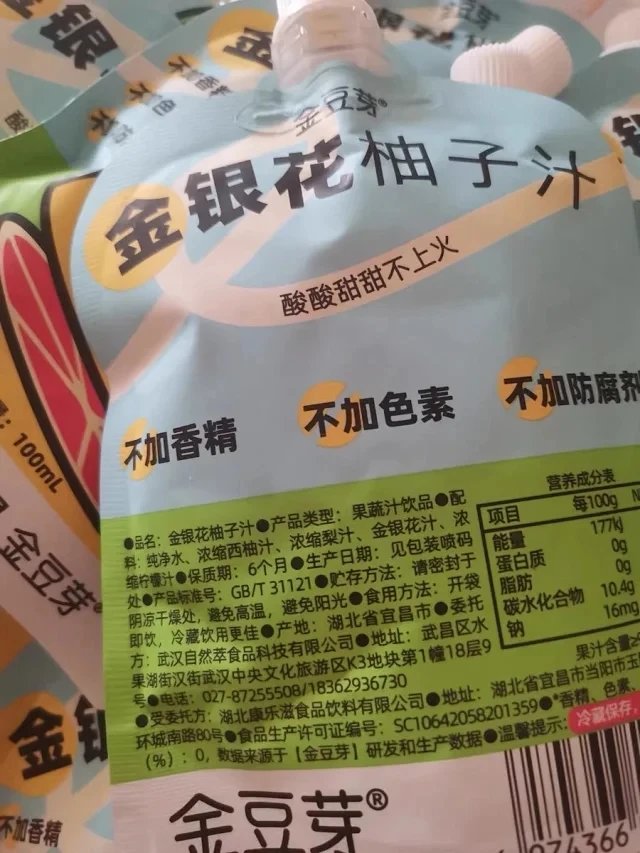 金豆芽®
金银花柚子汁
酸酸甜甜不上火
不加香精
不加色素
不加防腐剂
●品名：金银花柚子汁●产品类型：果蔬汁饮品●配
料：纯净水、浓缩西柚汁、浓缩梨汁、金银花汁、浓
缩柠檬汁●保质期：6个月●生产日期：见包装喷码
处●产品标准号：GB/T 31121●贮存方法：请密封于
阴凉干燥处，避免高温，避免阳光●食用方法：开袋
即饮，冷藏饮用更佳●产地：湖北省宜昌市●委托
方：武汉自然萃食品科技有限公司●地址：武昌区水
果湖街汉街武汉中央文化旅游区K3地块第1幢18层9
号●电话：027-87255508/18362936730
●受委托方：湖北康乐滋食品饮料有限公司●地址：湖北省宜昌市当阳市玉
环城南路80号●食品生产许可证编号：SC10642058201359●*香精、色素、
（%）：0，数据来源于【金豆芽】研发和生产数据●温馨提示：冷藏保存，
营养成分表
项目 每100g
能量 177kJ
蛋白质 0g
脂肪 0g
碳水化合物 10.4g
钠 16mg
果汁含量
金豆芽®
974366
100mL
金豆芽®
金银
不加香精